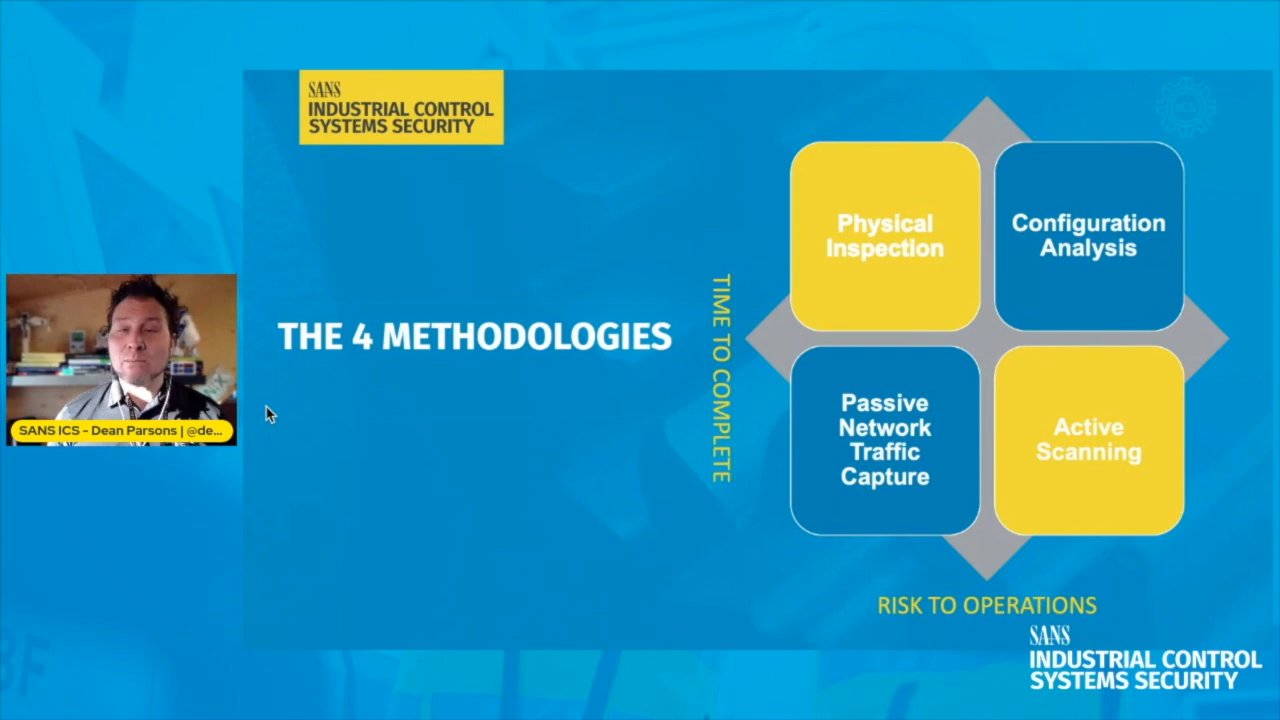 SANS
INDUSTRIAL CONTROL
SYSTEMS SECURITY
THE 4 METHODOLOGIES
TIME TO COMPLETE
Physical
Inspection
Configuration
Analysis
Passive
Network
Traffic
Capture
Active
Scanning
RISK TO OPERATIONS
SANS ICS - Dean Parsons | @de...
SANS
INDUSTRIAL CONTROL
SYSTEMS SECURITY